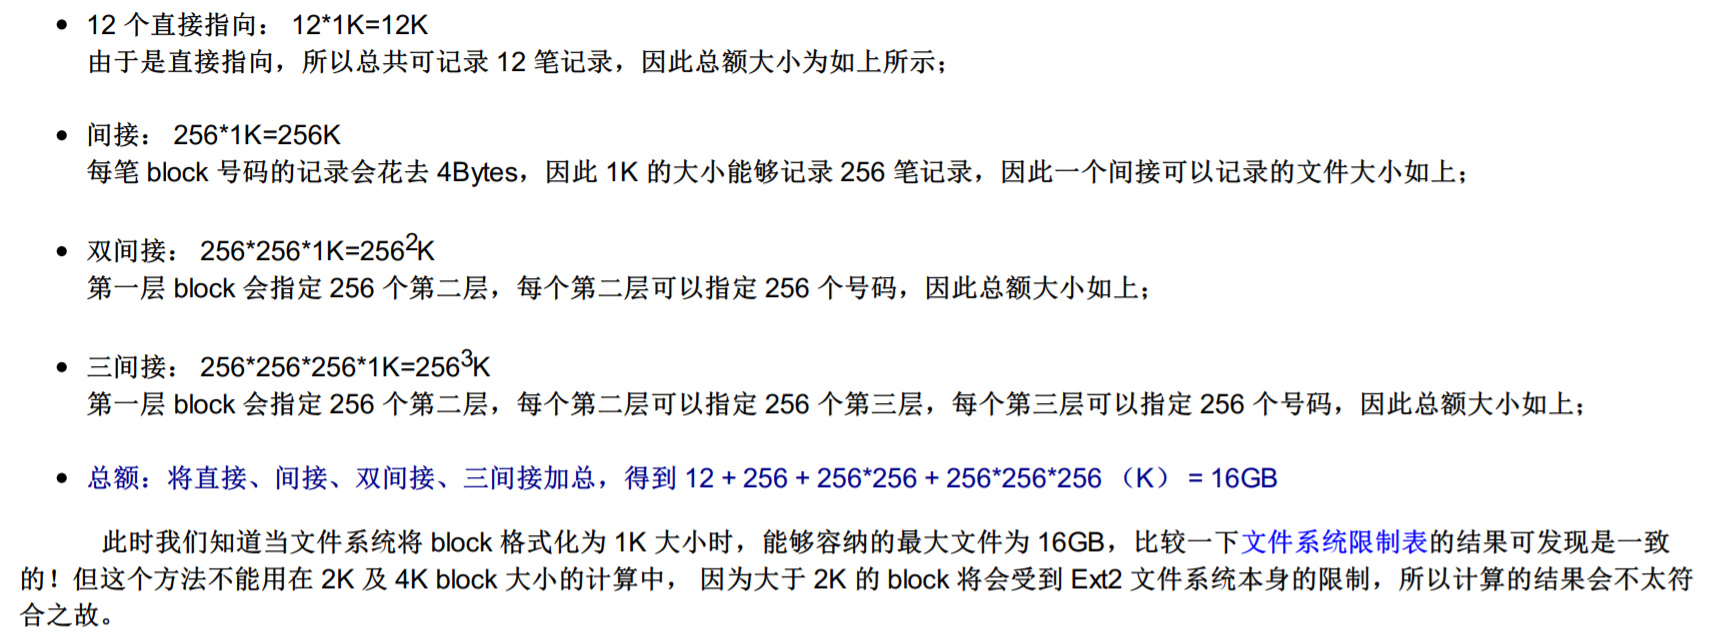 • 12 个直接指向： 12*1K=12K
由于是直接指向，所以总共可记录 12 笔记录，因此总额大小为如上所示；
• 间接： 256*1K=256K
每笔 block 号码的记录会花去 4Bytes，因此 1K 的大小能够记录 256 笔记录，因此一个间接可以记录的文件大小如上；
• 双间接： 256*256*1K=256²K
第一层 block 会指定 256 个第二层，每个第二层可以指定 256 个号码，因此总额大小如上；
• 三间接： 256*256*256*1K=256³K
第一层 block 会指定 256 个第二层，每个第二层可以指定 256 个第三层，每个第三层可以指定 256 个号码，因此总额大小如上；
• 总额：将直接、间接、双间接、三间接加总，得到 12 + 256 + 256*256 + 256*256*256 （K） = 16GB
此时我们知道当文件系统将 block 格式化为 1K 大小时，能够容纳的最大文件为 16GB，比较一下文件系统限制表的结果可发现是一致
的！但这个方法不能用在 2K 及 4K block 大小的计算中， 因为大于 2K 的 block 将会受到 Ext2 文件系统本身的限制，所以计算的结果会不太符
合之故。